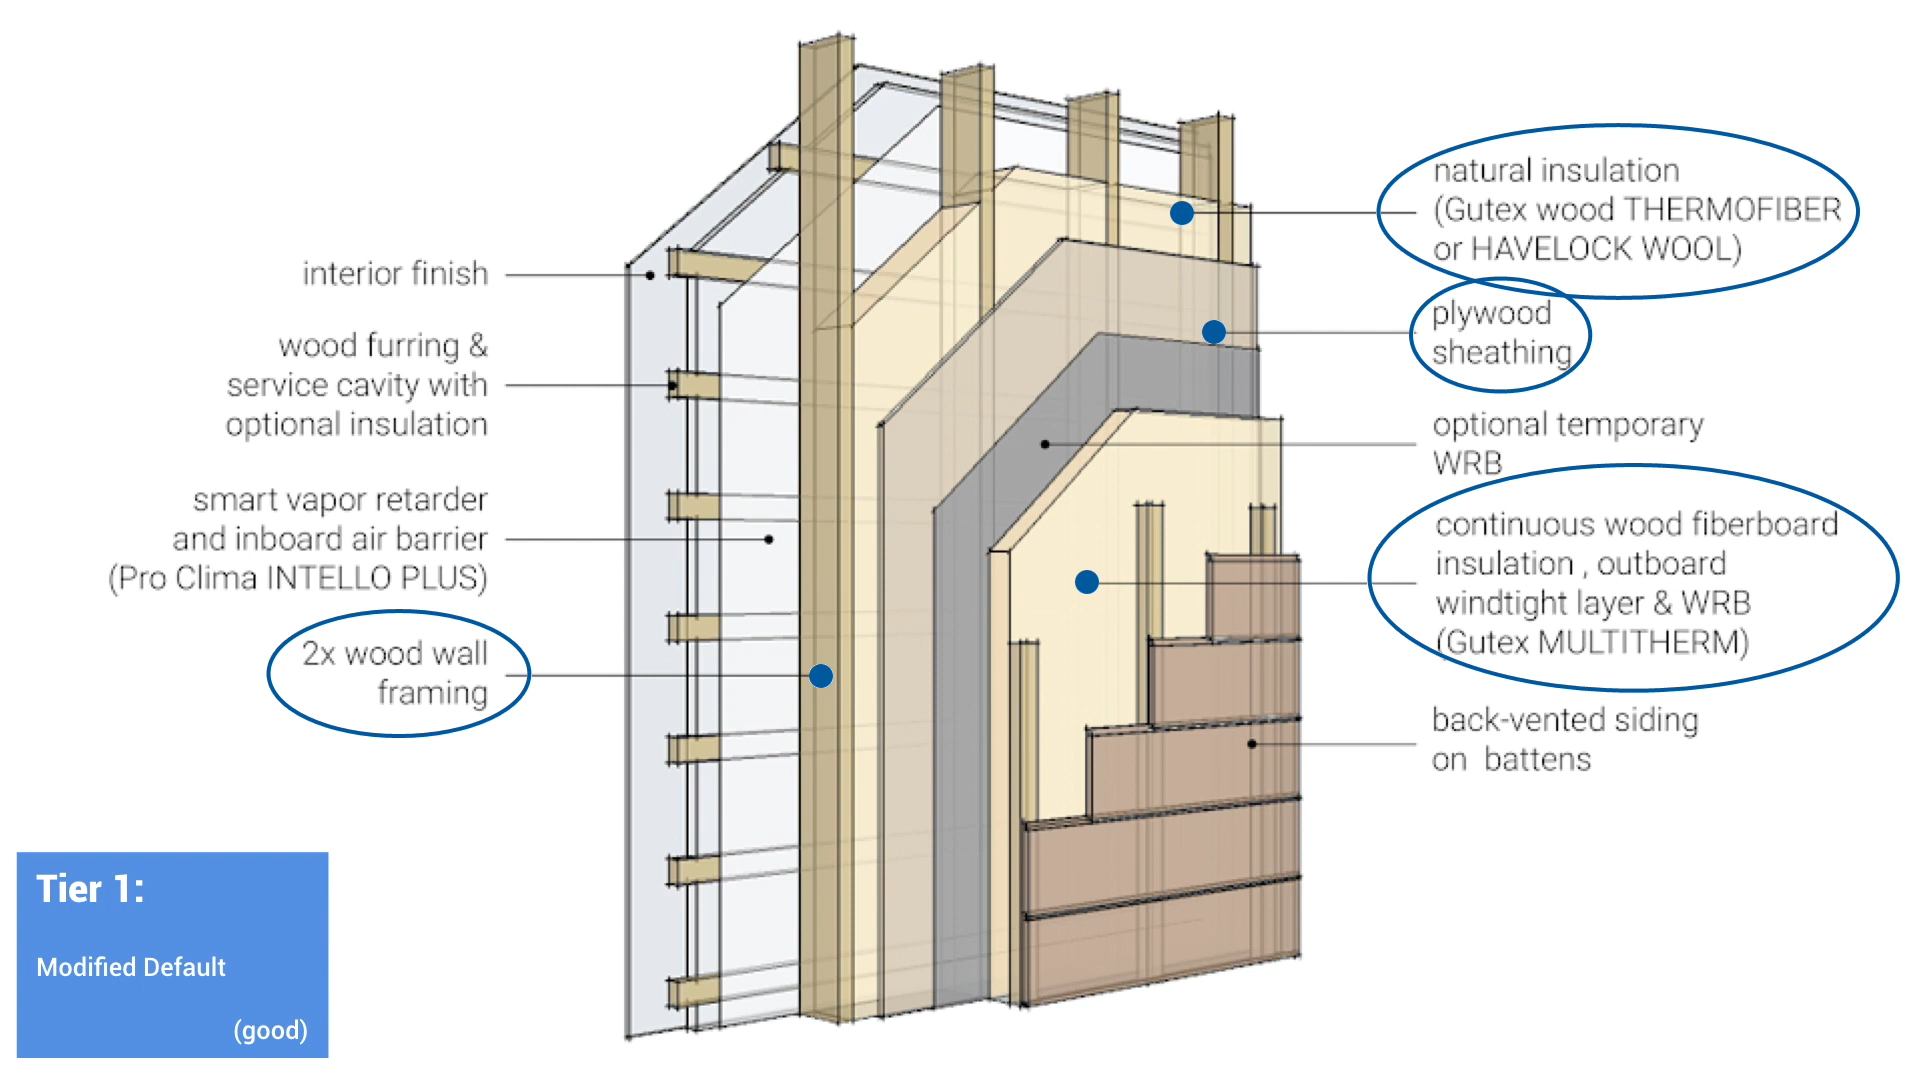 interior finish
wood furring &
service cavity with
optional insulation
smart vapor retarder
and inboard air barrier
(Pro Clima INTELLO PLUS)
2x wood wall
framing
natural insulation
(Gutex wood THERMOFIBER
or HAVELOCK WOOL)
plywood
sheathing
optional temporary
WRB
continuous wood fiberboard
insulation , outboard
windtight layer & WRB
(Gutex MULTITHERM)
back-vented siding
on battens
Tier 1:
Modified Default
(good)